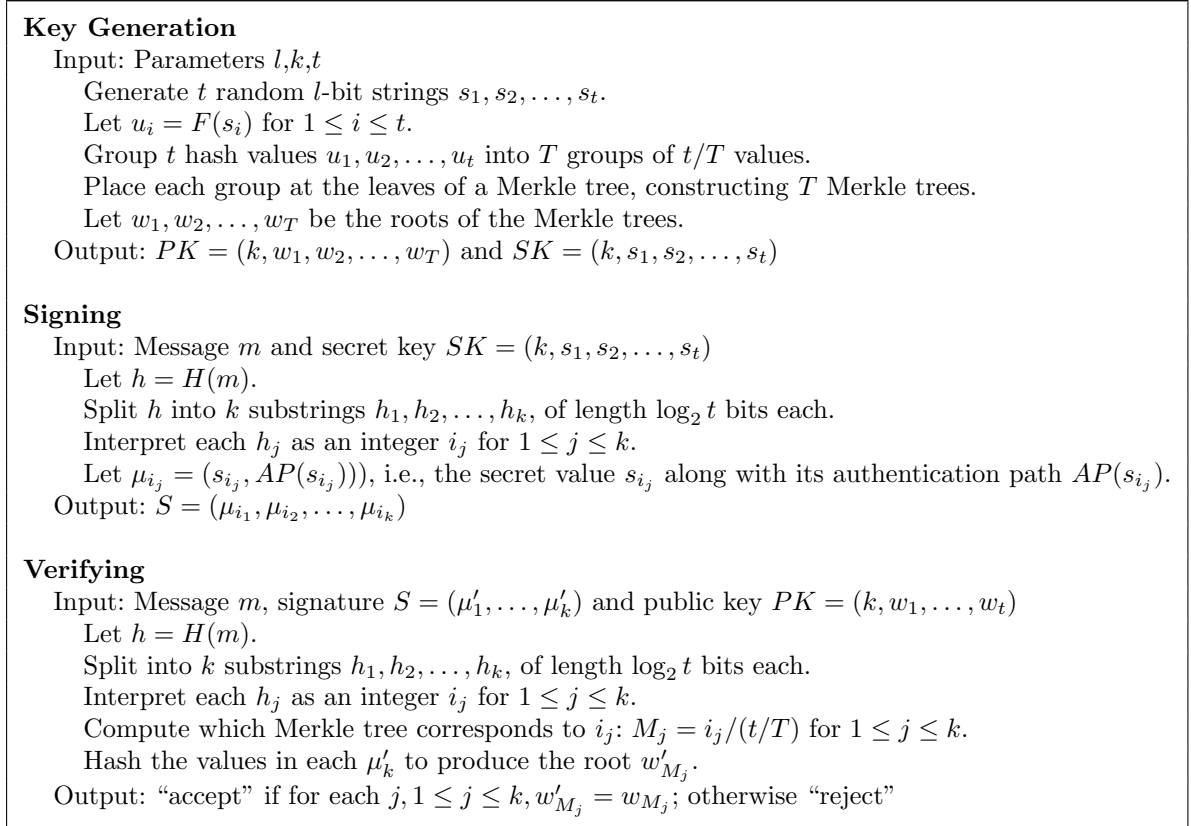 Key Generation
Input: Parameters l,k,t
Generate t random l-bit strings s_1, s_2, . . . , s_t.
Let u_i = F(s_i) for 1 ≤ i ≤ t.
Group t hash values u_1, u_2, . . . , u_t into T groups of t/T values.
Place each group at the leaves of a Merkle tree, constructing T Merkle trees.
Let w_1, w_2, . . . , w_T be the roots of the Merkle trees.
Output: PK = (k, w_1, w_2, . . . , w_T) and SK = (k, s_1, s_2, . . . , s_t)
Signing
Input: Message m and secret key SK = (k, s_1, s_2, . . . , s_t)
Let h = H(m).
Split h into k substrings h_1, h_2, . . . , h_k, of length log_2 t bits each.
Interpret each h_j as an integer i_j for 1 ≤ j ≤ k.
Let μ_{i_j} = (s_{i_j}, AP(s_{i_j}))), i.e., the secret value s_{i_j} along with its authentication path AP(s_{i_j}).
Output: S = (μ_{i_1}, μ_{i_2}, . . . , μ_{i_k})
Verifying
Input: Message m, signature S = (μ′_1, . . . , μ′_k) and public key PK = (k, w_1, . . . , w_t)
Let h = H(m).
Split into k substrings h_1, h_2, . . . , h_k, of length log_2 t bits each.
Interpret each h_j as an integer i_j for 1 ≤ j ≤ k.
Compute which Merkle tree corresponds to i_j: M_j = i_j/(t/T) for 1 ≤ j ≤ k.
Hash the values in each μ′_k to produce the root w′_{M_j}.
Output: “accept” if for each j, 1 ≤ j ≤ k, w′_{M_j} = w_{M_j}; otherwise “reject”